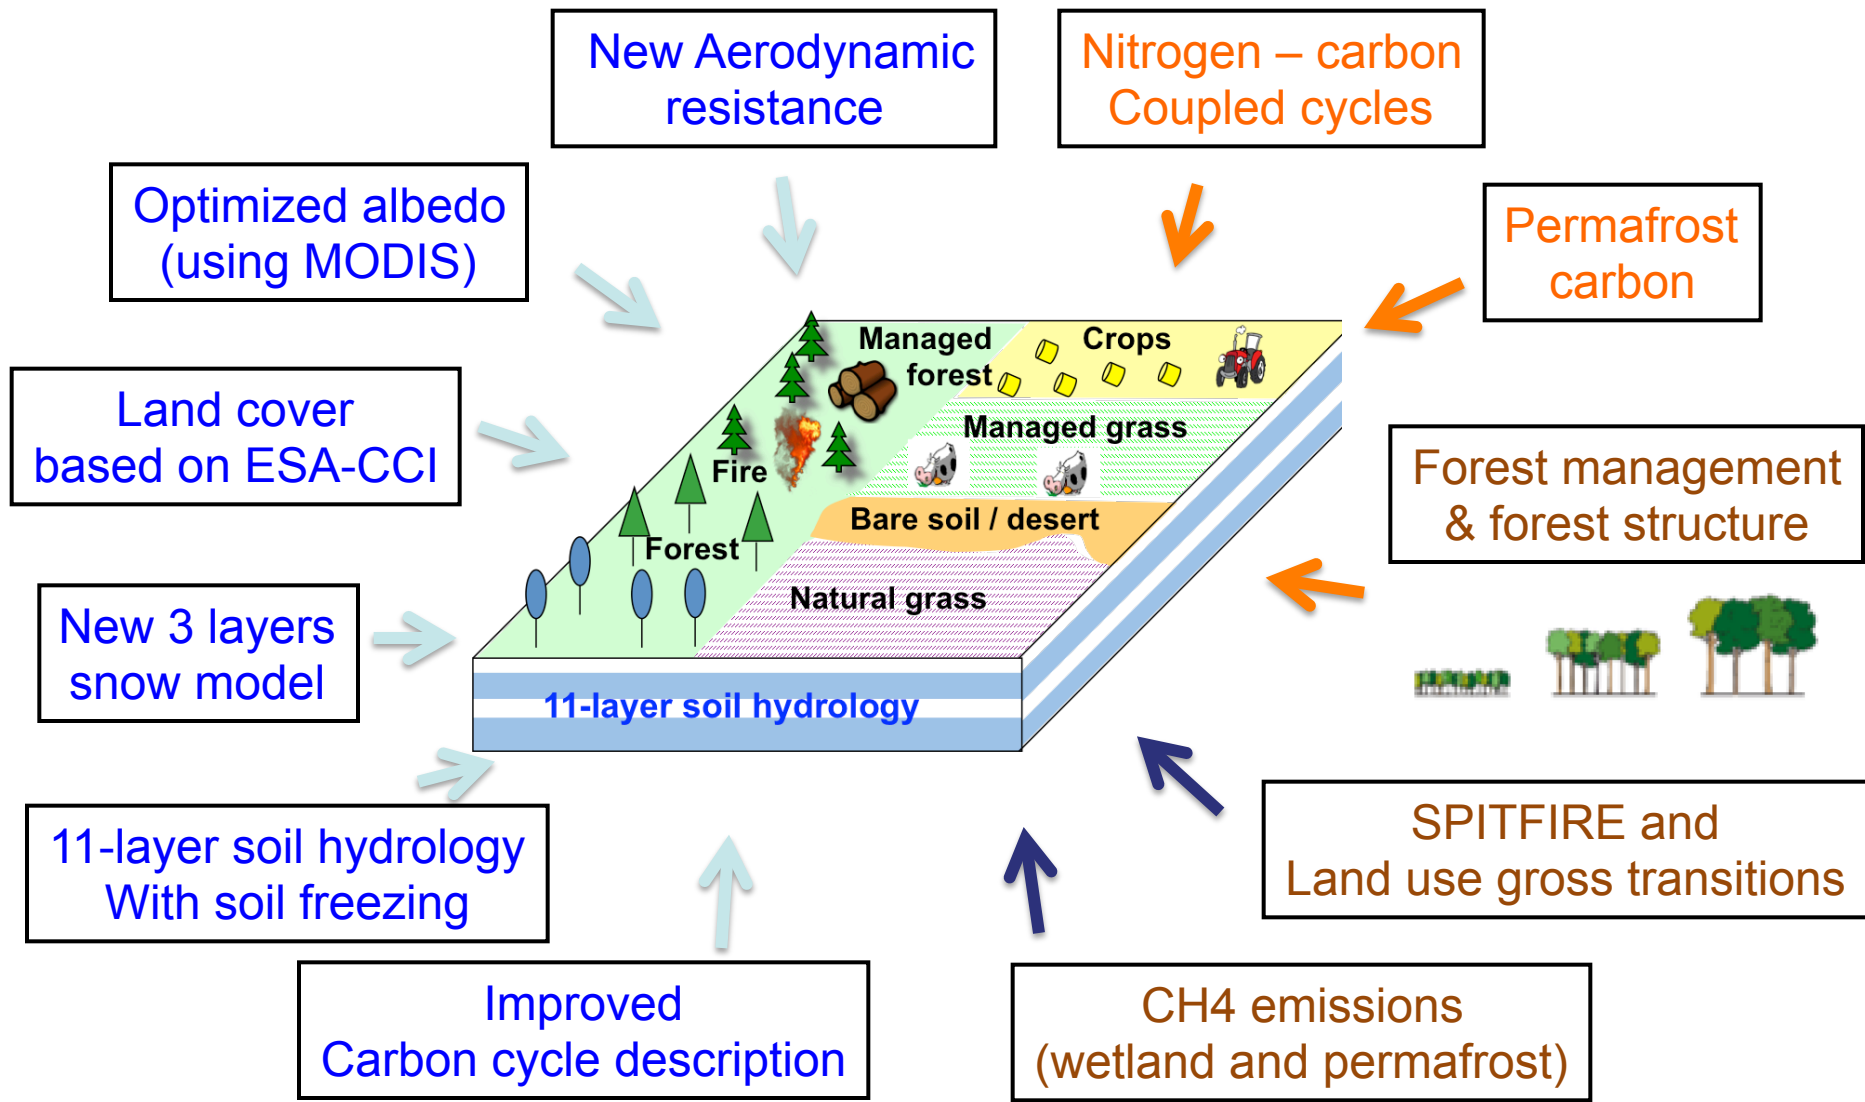 New Aerodynamic
resistance
Nitrogen – carbon
Coupled cycles
Optimized albedo
(using MODIS)
Permafrost
carbon
Land cover
based on ESA-CCI
Managed
forest
Crops
Managed grass
Fire
Bare soil / desert
Forest
Natural grass
11-layer soil hydrology
Forest management
& forest structure
New 3 layers
snow model
11-layer soil hydrology
With soil freezing
SPITFIRE and
Land use gross transitions
Improved
Carbon cycle description
CH4 emissions
(wetland and permafrost)